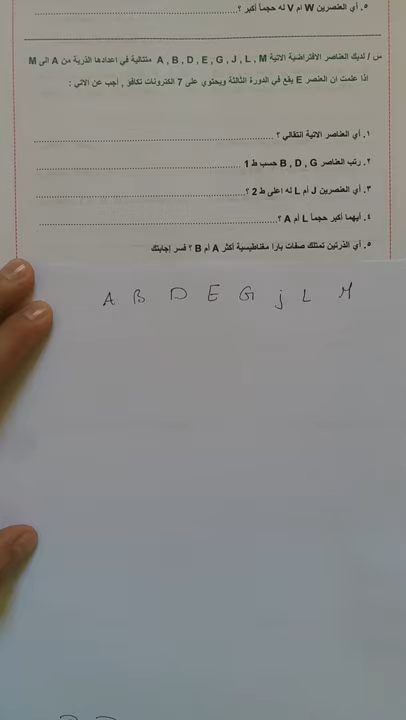 ٥. أي العنصرين W ام V له حجماً أكبر ؟
س / لديك العناصر الافتراضية الاتية A , B , D , E , G , J , L , M متتالية في اعدادها الذرية من A الى M
اذا علمت ان العنصر E يقع في الدورة الثالثة ويحتوي على 7 الكترونات تكافؤ , اجب عن الاتي :
١. أي العناصر الاتية انتقالي ؟
٢. رتب العناصر B , D , G حسب ط 1
٣. أي العنصرين J أم L له اعلى ط 2 ؟
٤. أيهما أكبر حجماً L أم A ؟
٥. أي الذرتين تمتلك صفات بارا مغناطيسية أكثر A أم B ؟ فسر إجابتك
A B D E G j L M